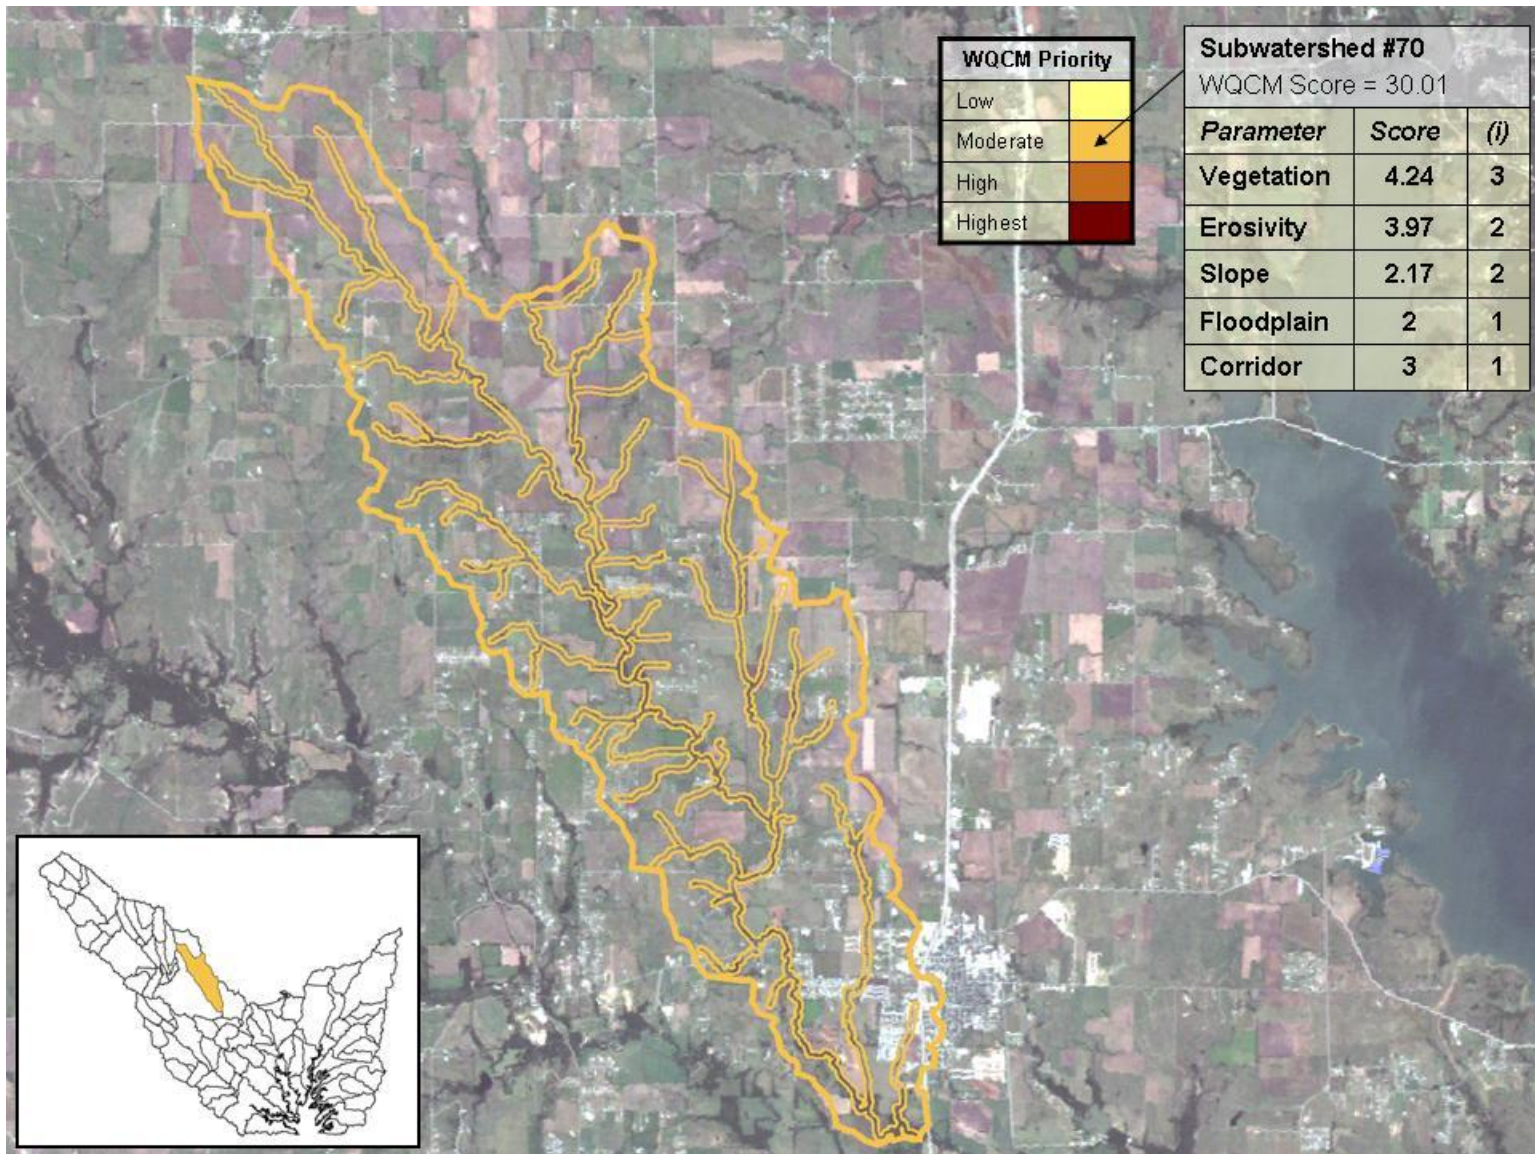 WQCM Priority
Low
Moderate
High
Highest
Subwatershed #70
WQCM Score = 30.01
Parameter Score (i)
Vegetation 4.24 3
Erosivity 3.97 2
Slope 2.17 2
Floodplain 2 1
Corridor 3 1